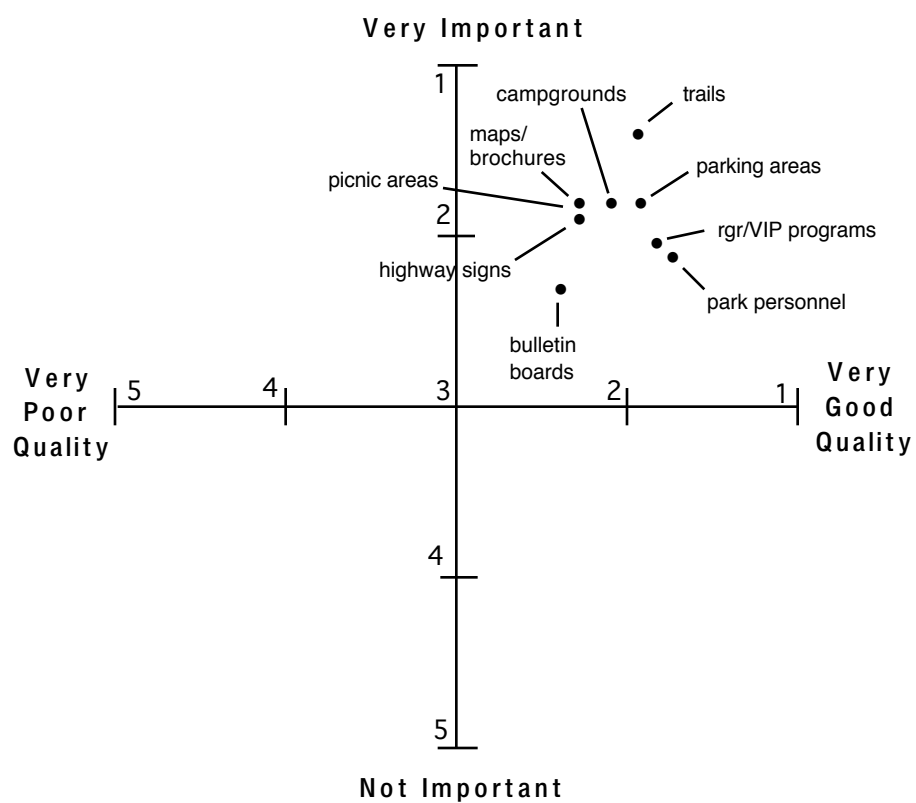 Very Important
1
campgrounds
trails
maps/
brochures
parking areas
picnic areas
2
rgr/VIP programs
highway signs
park personnel
bulletin
boards
Very
Poor
Quality
5
4
3
2
1
Very
Good
Quality
4
5
Not Important